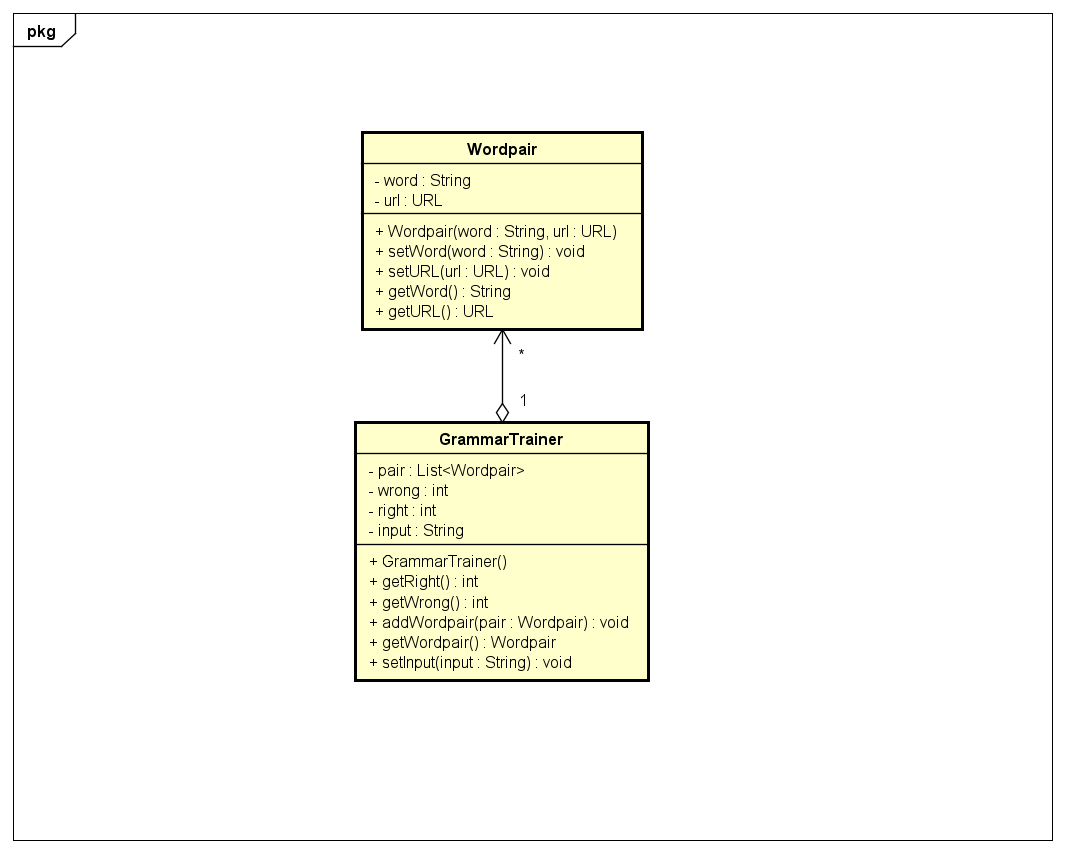 pkg
Wordpair
- word : String
- url : URL
+ Wordpair(word : String, url : URL)
+ setWord(word : String) : void
+ setURL(url : URL) : void
+ getWord() : String
+ getURL() : URL
*
1
GrammarTrainer
- pair : List<Wordpair>
- wrong : int
- right : int
- input : String
+ GrammarTrainer()
+ getRight() : int
+ getWrong() : int
+ addWordpair(pair : Wordpair) : void
+ getWordpair() : Wordpair
+ setInput(input : String) : void